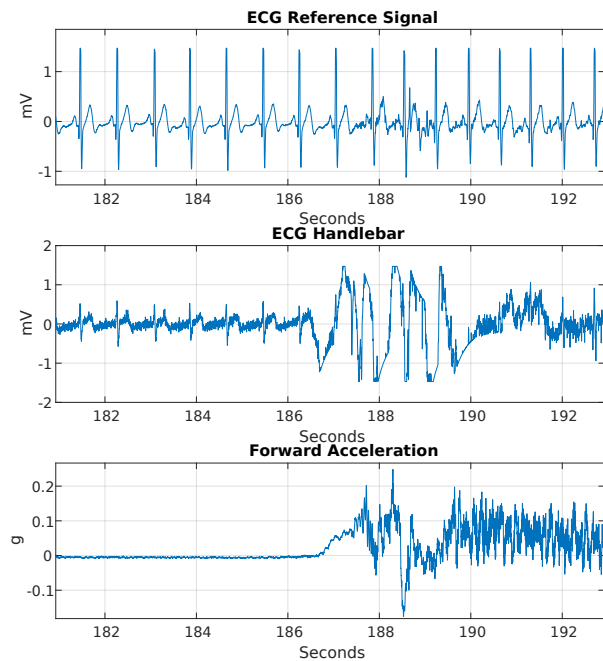 ECG Reference Signal
mV
1
0
-1
182 184 186 188 190 192
Seconds
ECG Handlebar
mV
2
1
0
-1
-2
182 184 186 188 190 192
Seconds
Forward Acceleration
g
0.2
0.1
0
-0.1
182 184 186 188 190 192
Seconds